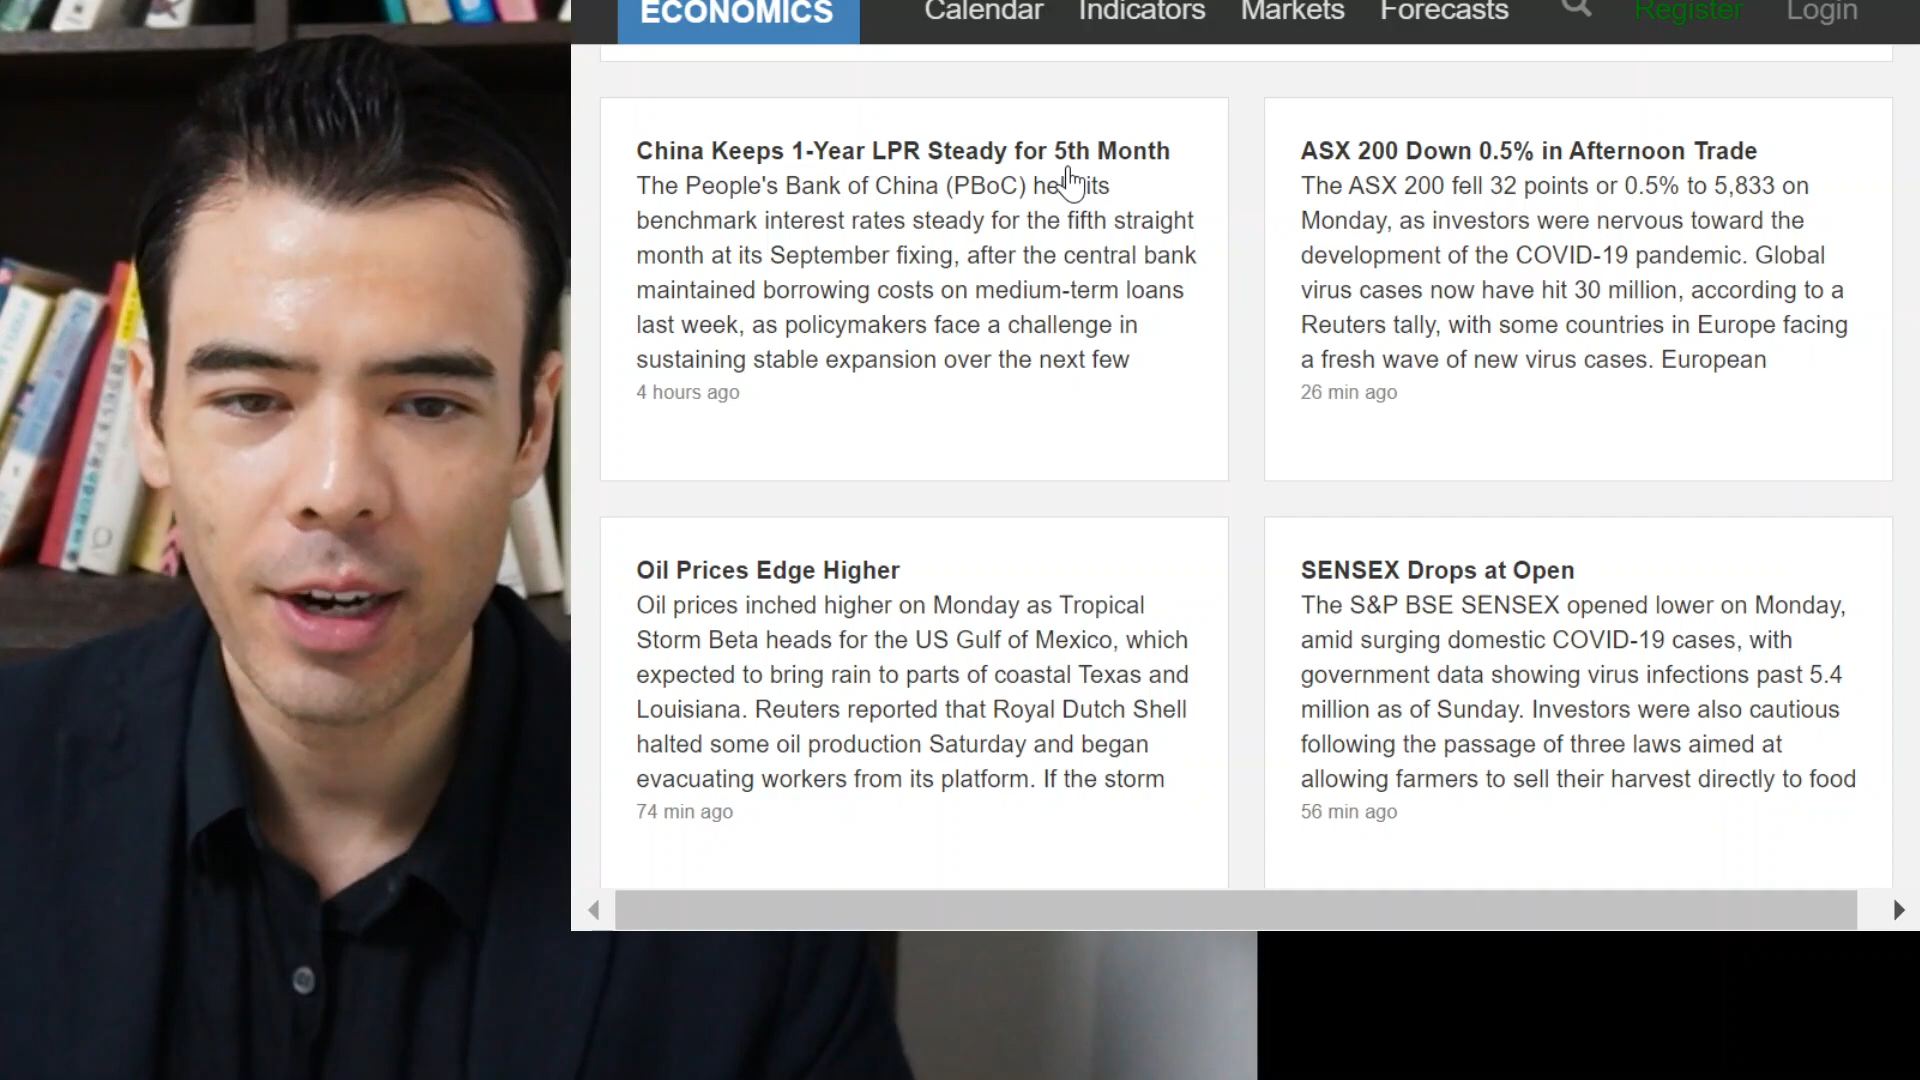 ECONOMICS
Calendar
Indicators
Markets
Forecasts
Register
Login
China Keeps 1-Year LPR Steady for 5th Month
The People's Bank of China (PBoC) its
benchmark interest rates steady for the fifth straight
month at its September fixing, after the central bank
maintained borrowing costs on medium-term loans
last week, as policymakers face a challenge in
sustaining stable expansion over the next few
4 hours ago
ASX 200 Down 0.5% in Afternoon Trade
The ASX 200 fell 32 points or 0.5% to 5,833 on
Monday, as investors were nervous toward the
development of the COVID-19 pandemic. Global
virus cases now have hit 30 million, according to a
Reuters tally, with some countries in Europe facing
a fresh wave of new virus cases. European
26 min ago
Oil Prices Edge Higher
Oil prices inched higher on Monday as Tropical
Storm Beta heads for the US Gulf of Mexico, which
expected to bring rain to parts of coastal Texas and
Louisiana. Reuters reported that Royal Dutch Shell
halted some oil production Saturday and began
evacuating workers from its platform. If the storm
74 min ago
SENSEX Drops at Open
The S&P BSE SENSEX opened lower on Monday,
amid surging domestic COVID-19 cases, with
government data showing virus infections past 5.4
million as of Sunday. Investors were also cautious
following the passage of three laws aimed at
allowing farmers to sell their harvest directly to food
56 min ago